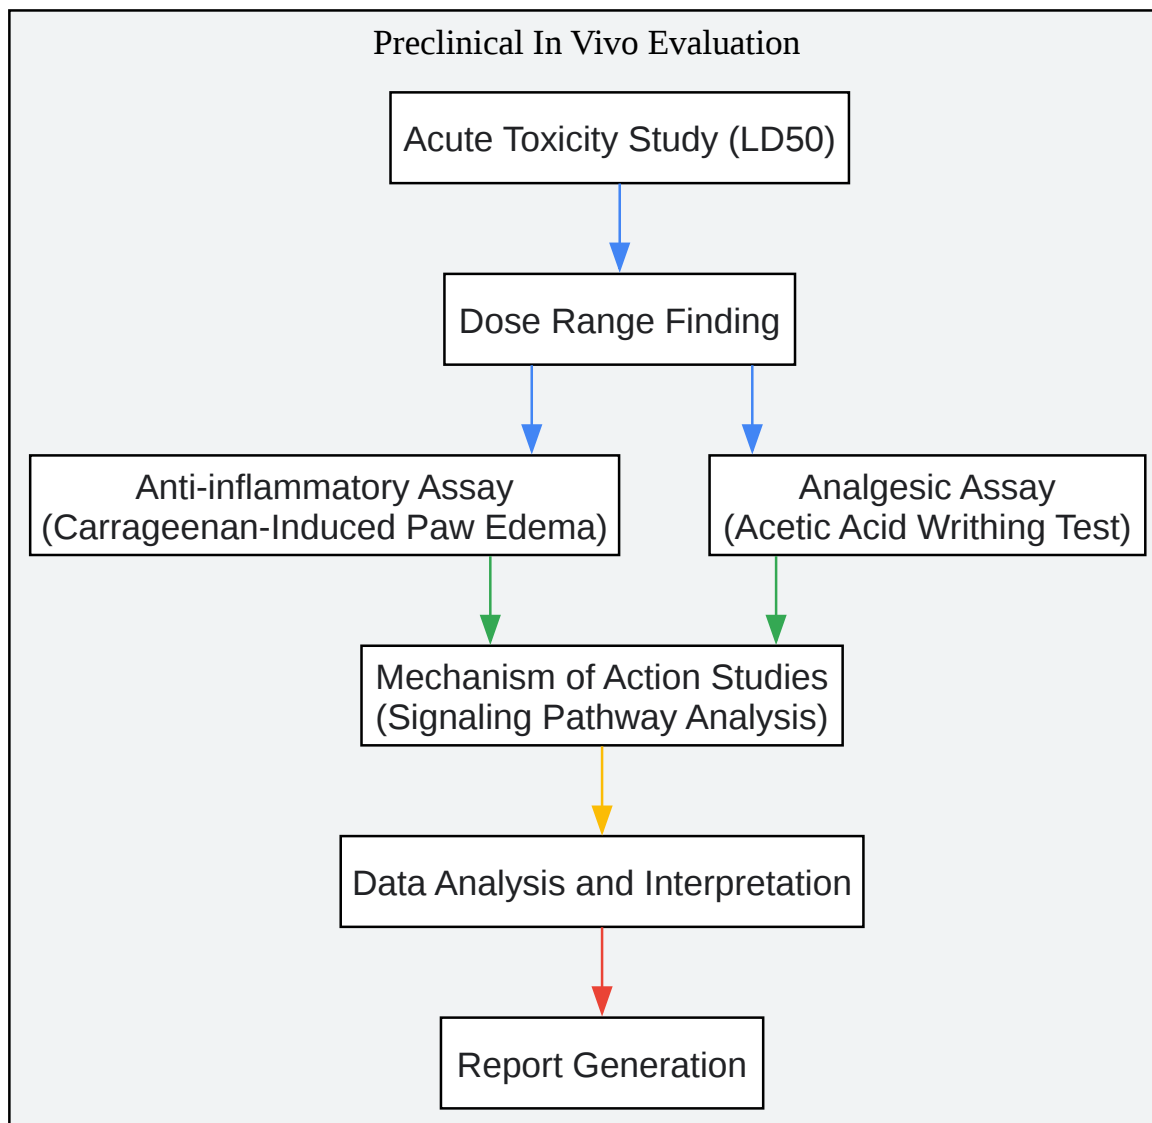 Preclinical In Vivo Evaluation
Acute Toxicity Study (LD50)
Dose Range Finding
Anti-inflammatory Assay
(Carrageenan-Induced Paw Edema)
Analgesic Assay
(Acetic Acid Writhing Test)
Mechanism of Action Studies
(Signaling Pathway Analysis)
Data Analysis and Interpretation
Report Generation